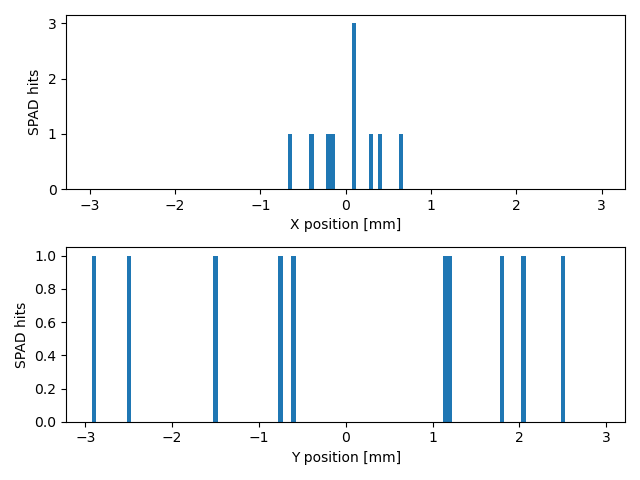 3
2
1
0
SPAD hits
−3 −2 −1 0 1 2 3
X position [mm]
1.0
0.8
0.6
0.4
0.2
0.0
SPAD hits
−3 −2 −1 0 1 2 3
Y position [mm]